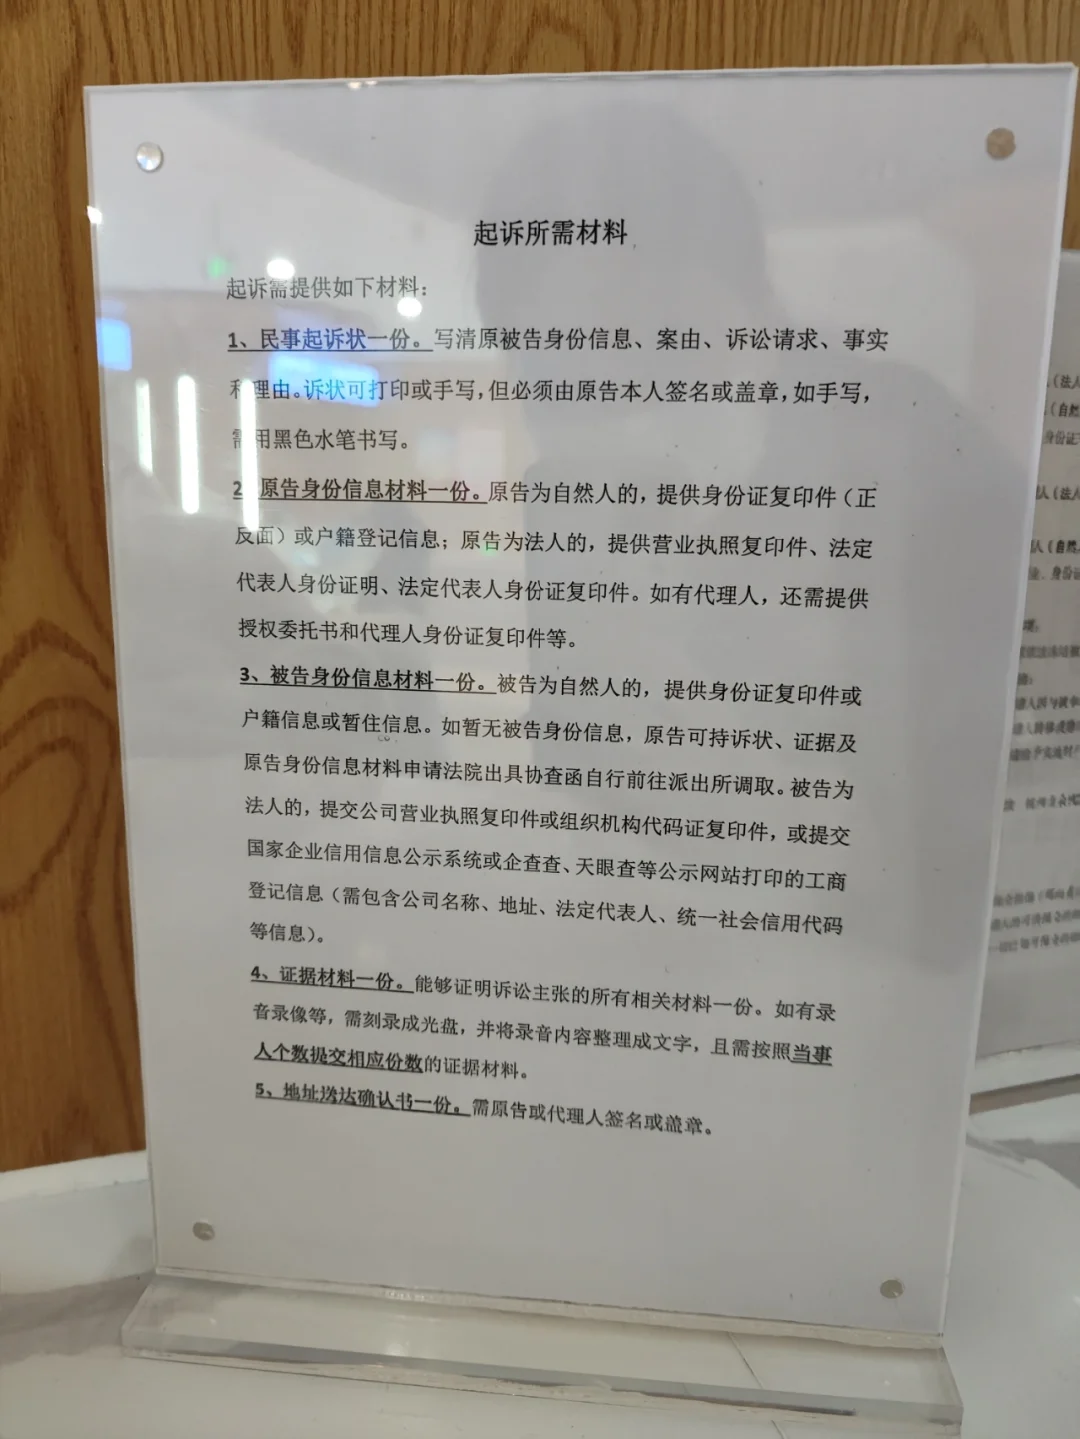 起诉所需材料
起诉需提供如下材料：
1、民事起诉状一份。写清原被告身份信息、案由、诉讼请求、事实
和理由。诉状可打印或手写，但必须由原告本人签名或盖章，如手写，
需用黑色水笔书写。
2、原告身份信息材料一份。原告为自然人的，提供身份证复印件（正
反面）或户籍登记信息；原告为法人的，提供营业执照复印件、法定
代表人身份证明、法定代表人身份证复印件。如有代理人，还需提供
授权委托书和代理人身份证复印件等。
3、被告身份信息材料一份。被告为自然人的，提供身份证复印件或
户籍信息或暂住信息。如暂无被告身份信息，原告可持诉状、证据及
原告身份信息材料申请法院出具协查函自行前往派出所调取。被告为
法人的，提交公司营业执照复印件或组织机构代码证复印件，或提交
国家企业信用信息公示系统或企查查、天眼查等公示网站打印的工商
登记信息（需包含公司名称、地址、法定代表人、统一社会信用代码
等信息）。
4、证据材料一份。能够证明诉讼主张的所有相关材料一份。如有录
音录像等，需刻录成光盘，并将录音内容整理成文字，且需按照当事
人个数提交相应份数的证据材料。
5、地址送达确认书一份。需原告或代理人签名或盖章。
（法人
（自然
身份证
人（法人
人（自然
身份证